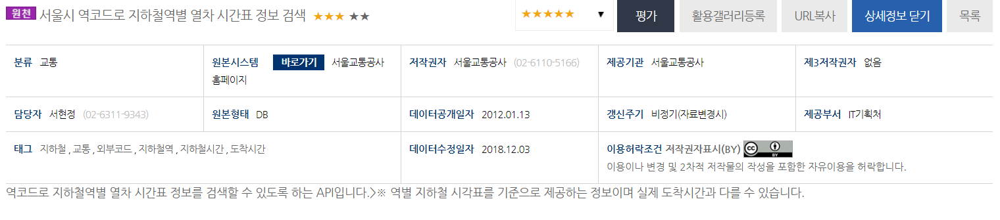 원천 서울시 역코드로 지하철역별 열차 시간표 정보 검색 ★★★★★ ★★★★★ ▼ 평가 활용갤러리등록 URL복사 상세정보 닫기 목록
분류 교통 원본시스템 바로가기 서울교통공사 저작권자 서울교통공사 (02-6110-5166) 제공기관 서울교통공사 제3저작권자 없음
홈페이지
담당자 서현정 (02-6311-9343) 원본형태 DB 데이터공개일자 2012.01.13 갱신주기 비정기(자료변경시) 제공부서 IT기획처
태그 지하철 , 교통 , 외부코드 , 지하철역 , 지하철시간 , 도착시간 데이터수정일자 2018.12.03 이용허락조건 저작권자표시(BY) cc BY
이용이나 변경 및 2차적 저작물의 작성을 포함한 자유이용을 허락합니다.
역코드로 지하철역별 열차 시간표 정보를 검색할 수 있도록 하는 API입니다.>※ 역별 지하철 시각표를 기준으로 제공하는 정보이며 실제 도착시간과 다를 수 있습니다.